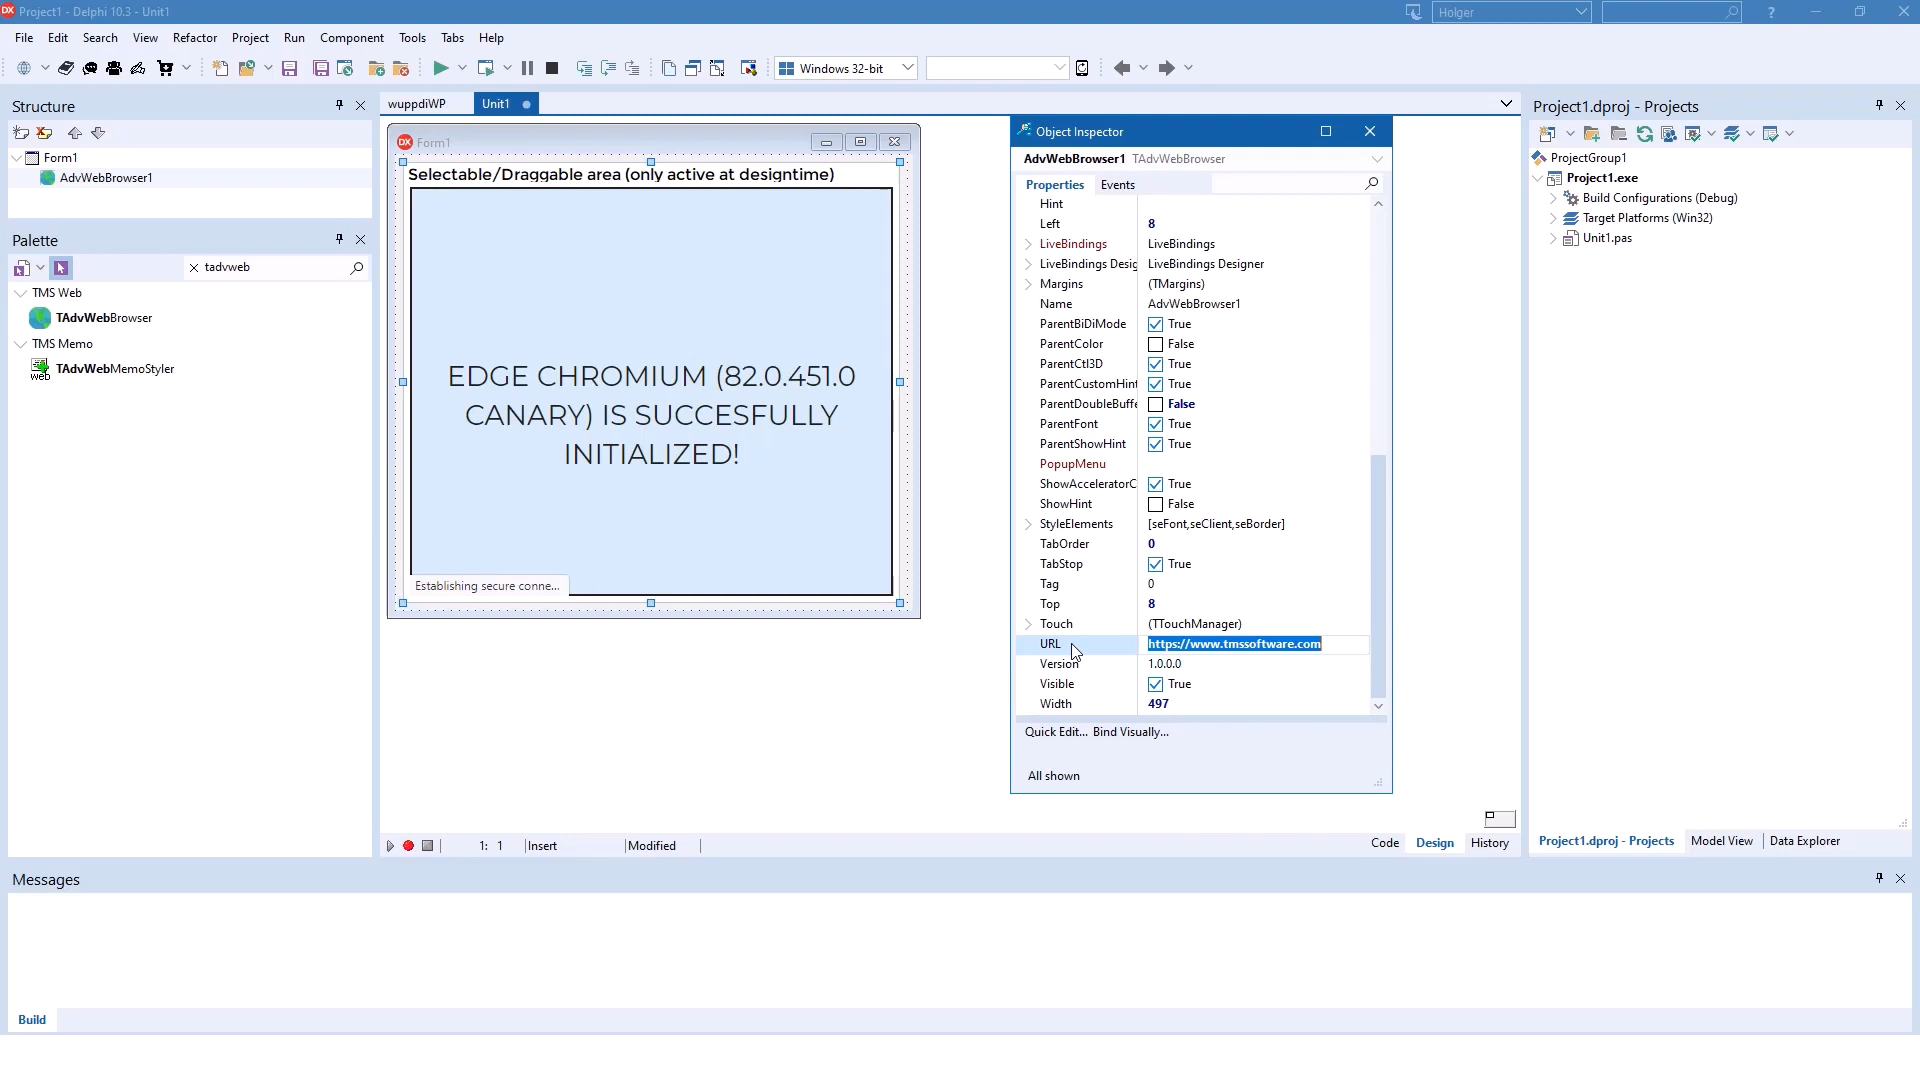 Project1 - Delphi 10.3 - Unit1
Holger
File Edit Search View Refactor Project Run Component Tools Tabs Help
Windows 32-bit
Structure
Form1
AdvWebBrowser1
Palette
tadvweb
TMS Web
TAdvWebBrowser
TMS Memo
TAdvWebMemoStyler
wuppdiWP Unit1
Form1
Selectable/Draggable area (only active at designtime)
EDGE CHROMIUM (82.0.451.0
CANARY) IS SUCCESFULLY
INITIALIZED!
Establishing secure conne...
Object Inspector
AdvWebBrowser1 TAdvWebBrowser
Properties Events
Hint
Left 8
LiveBindings LiveBindings
LiveBindings Desig LiveBindings Designer
Margins (TMargins)
Name AdvWebBrowser1
ParentBiDiMode True
ParentColor False
ParentCtl3D True
ParentCustomHint True
ParentDoubleBuffe False
ParentFont True
ParentShowHint True
PopupMenu
ShowAcceleratorC True
ShowHint False
StyleElements [seFont,seClient,seBorder]
TabOrder 0
TabStop True
Tag 0
Top 8
Touch (TTouchManager)
URL https://www.tmssoftware.com
Version 1.0.0.0
Visible True
Width 497
Quick Edit... Bind Visually...
All shown
1: 1 Insert Modified
Code Design History
Project1.dproj - Projects
ProjectGroup1
Project1.exe
Build Configurations (Debug)
Target Platforms (Win32)
Unit1.pas
Project1.dproj - Projects Model View Data Explorer
Messages
Build